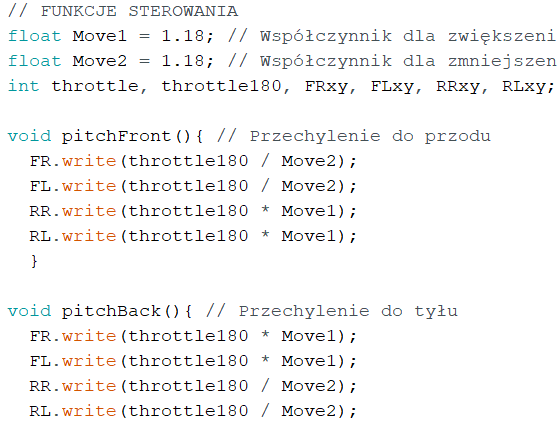 // FUNKCJE STEROWANIA
float Move1 = 1.18; // Współczynnik dla zwiększeni
float Move2 = 1.18; // Współczynnik dla zmniejszen
int throttle, throttle180, FRxy, FLxy, RRxy, RLxy;
void pitchFront(){ // Przechylenie do przodu
FR.write(throttle180 / Move2);
FL.write(throttle180 / Move2);
RR.write(throttle180 * Move1);
RL.write(throttle180 * Move1);
}
void pitchBack(){ // Przechylenie do tyłu
FR.write(throttle180 * Move1);
FL.write(throttle180 * Move1);
RR.write(throttle180 / Move2);
RL.write(throttle180 / Move2);